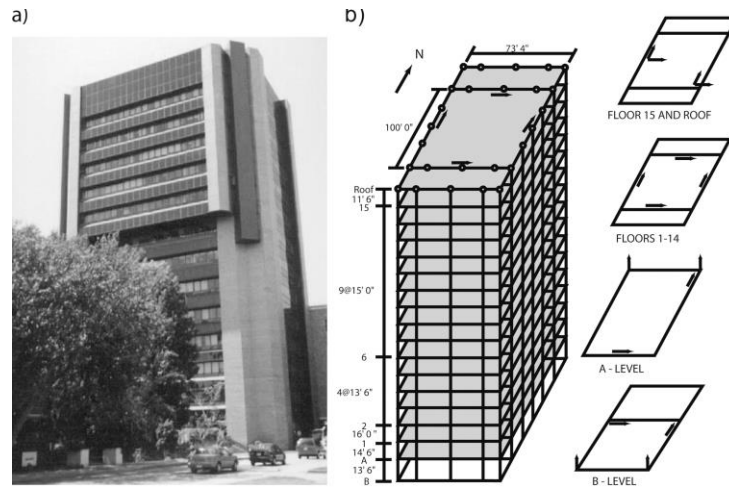 a)
b)
N
73' 4"
100' 0"
Roof
11' 6"
15
9@15' 0"
6
4@13' 6"
2
16' 0"
1
14' 6"
A
13' 6"
B
FLOOR 15 AND ROOF
FLOORS 1-14
A - LEVEL
B - LEVEL